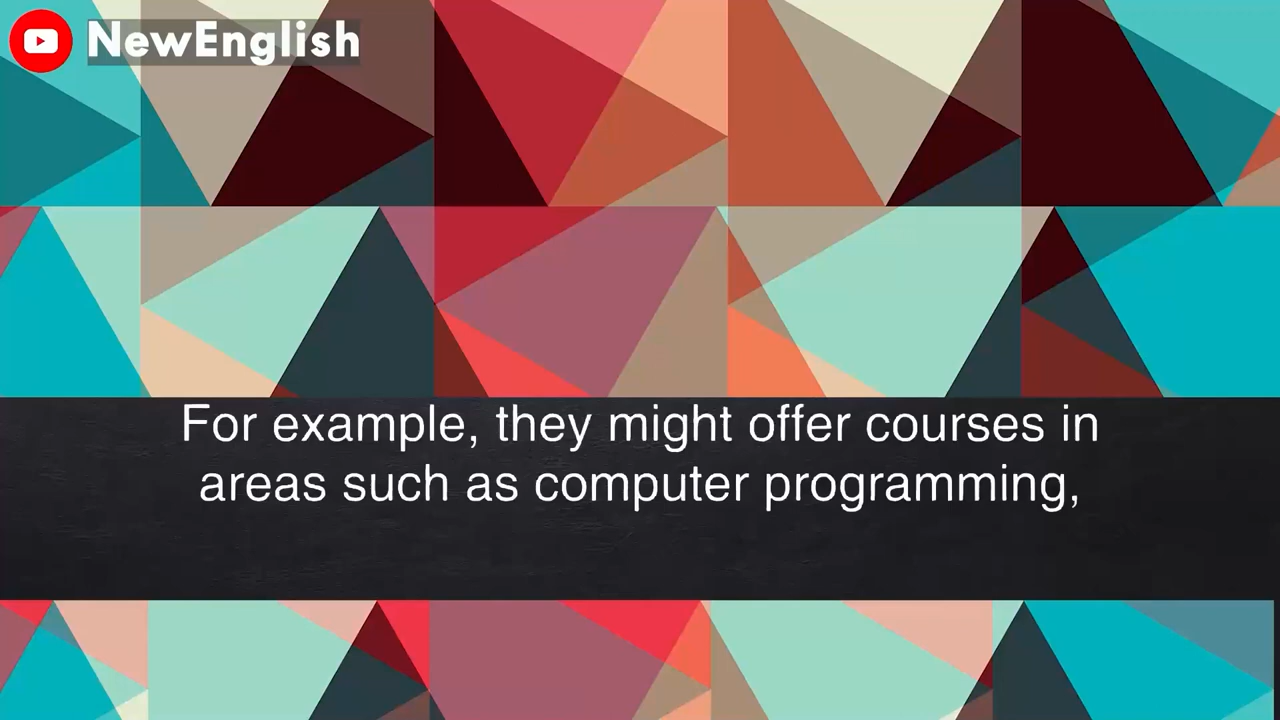 NewEnglish
For example, they might offer courses in
areas such as computer programming,